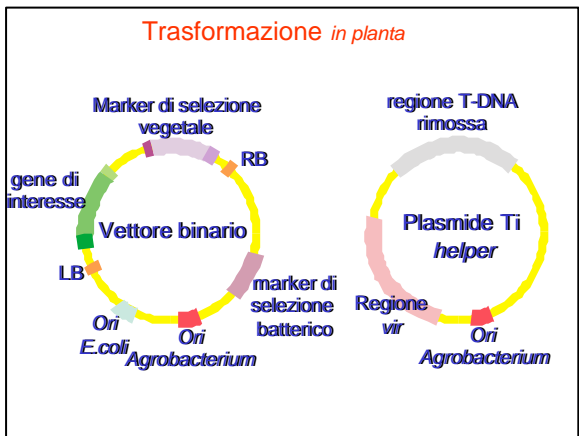 Trasformazione in planta
Marker di selezione
vegetale
RB
gene di
interesse
Vettore binario
LB
marker di
selezione
batterico
Ori
E.coli
Ori
Agrobacterium
regione T-DNA
rimossa
Plasmide Ti
helper
Regione
vir
Ori
Agrobacterium